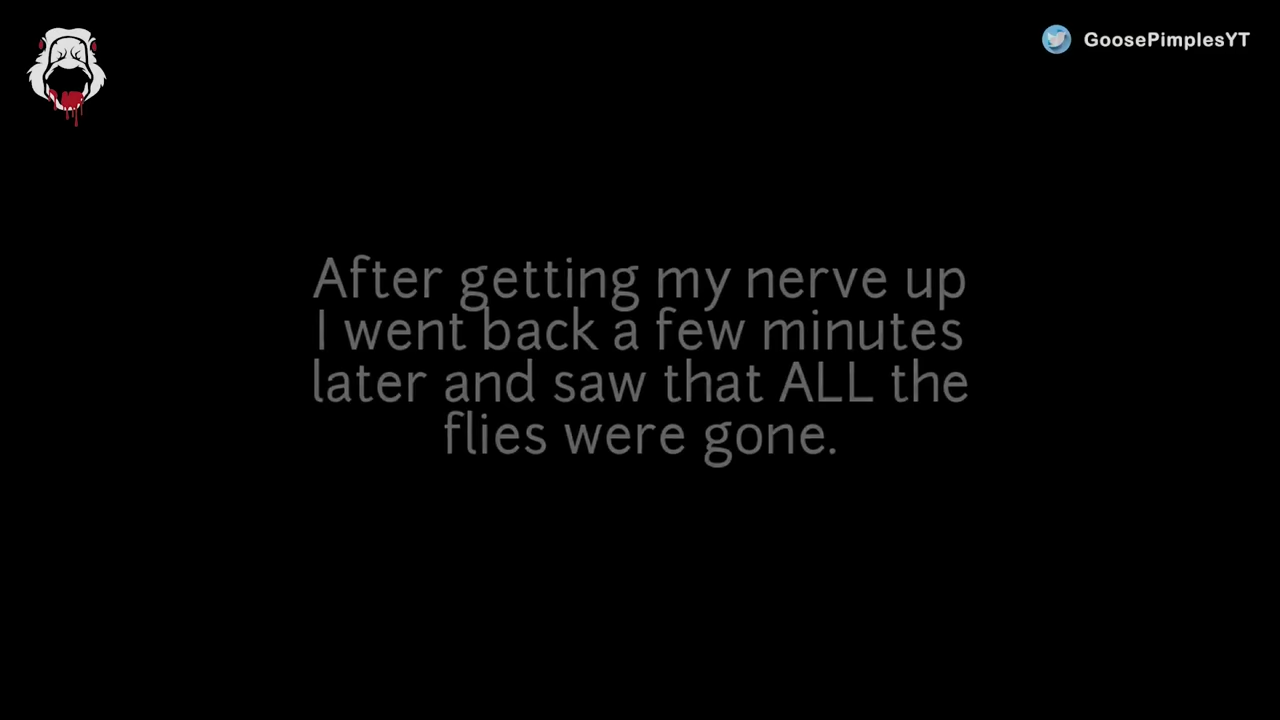 GoosePimplesYT
After getting my nerve up
I went back a few minutes
later and saw that ALL the
flies were gone.